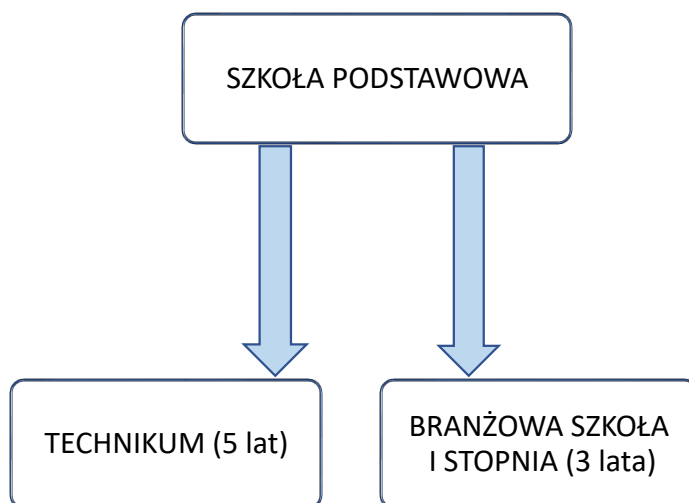 SZKOŁA PODSTAWOWA
TECHNIKUM (5 lat)
BRANŻOWA SZKOŁA
I STOPNIA (3 lata)